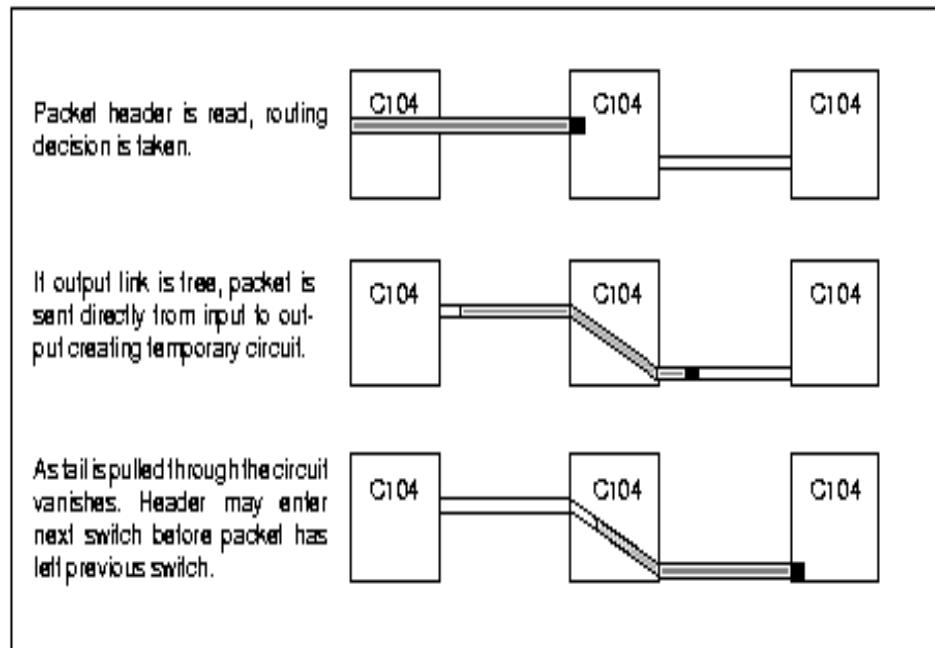 C104 C104 C104
Packet header is read, routing
decision is taken.
C104 C104 C104
If output link is free, packet is
sent directly from input to out-
put creating temporary circuit.
C104 C104 C104
As tail is pulled through the circuit
vanishes. Header may enter
next switch before packet has
left previous switch.